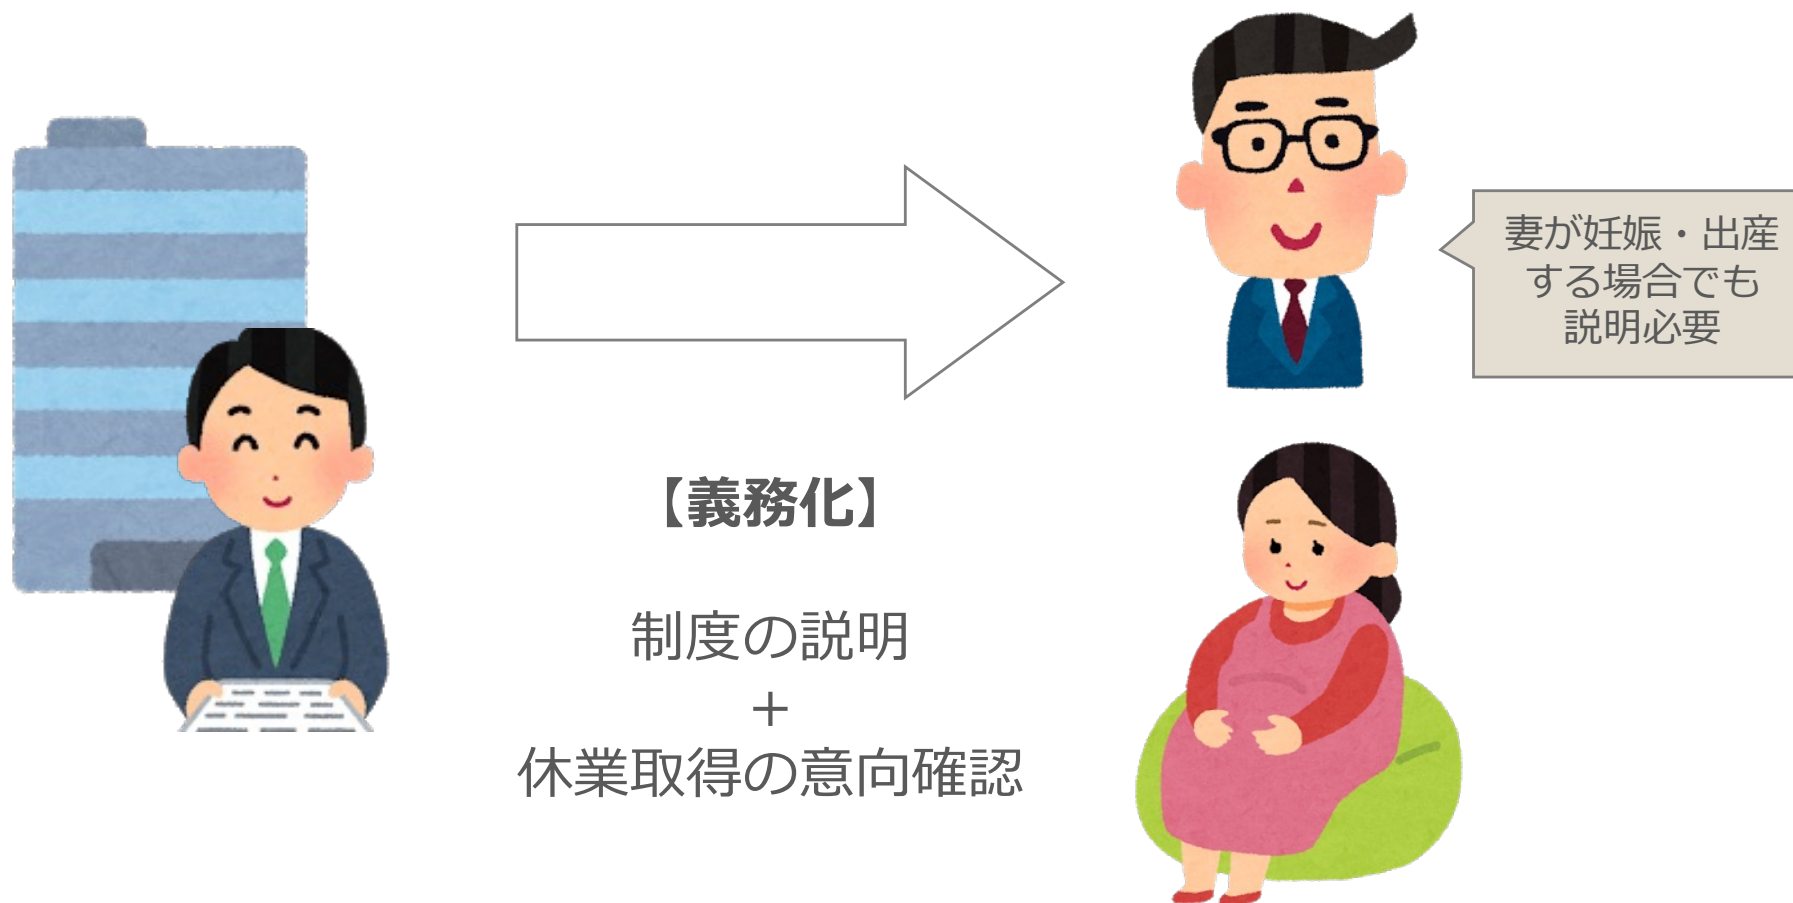 妻が妊娠・出産
する場合でも
説明必要
【義務化】
制度の説明
+
休業取得の意向確認